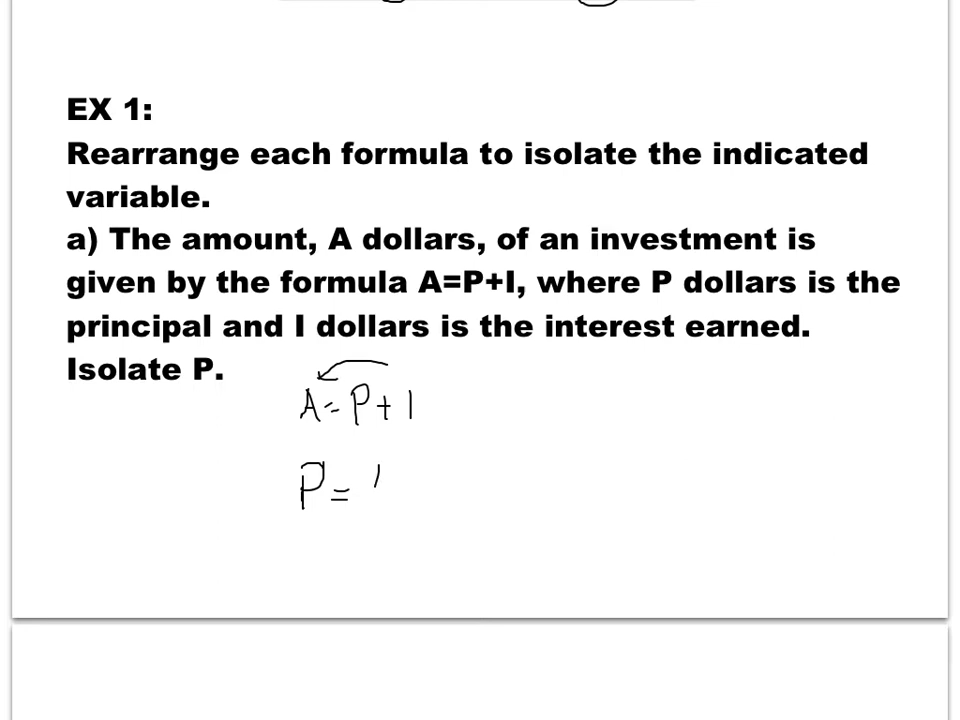 EX 1:
Rearrange each formula to isolate the indicated
variable.
a) The amount, A dollars, of an investment is
given by the formula A=P+I, where P dollars is the
principal and I dollars is the interest earned.
Isolate P.
A=P+I
P=